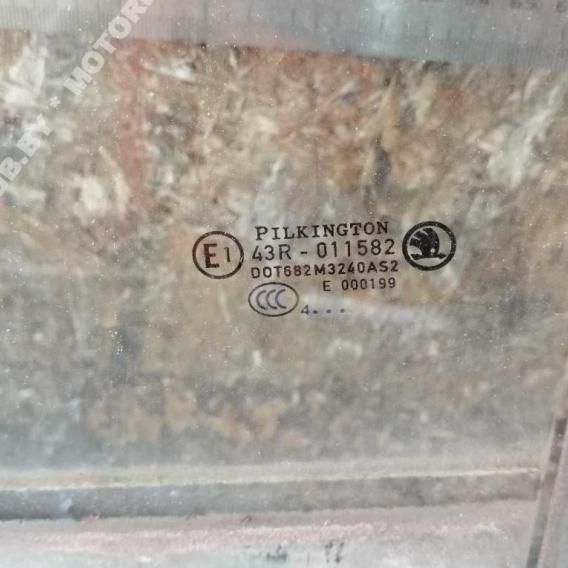 PILKINGTON
E1 43R - 011582
DOT682M3240AS2
E 000199
CCC 4...